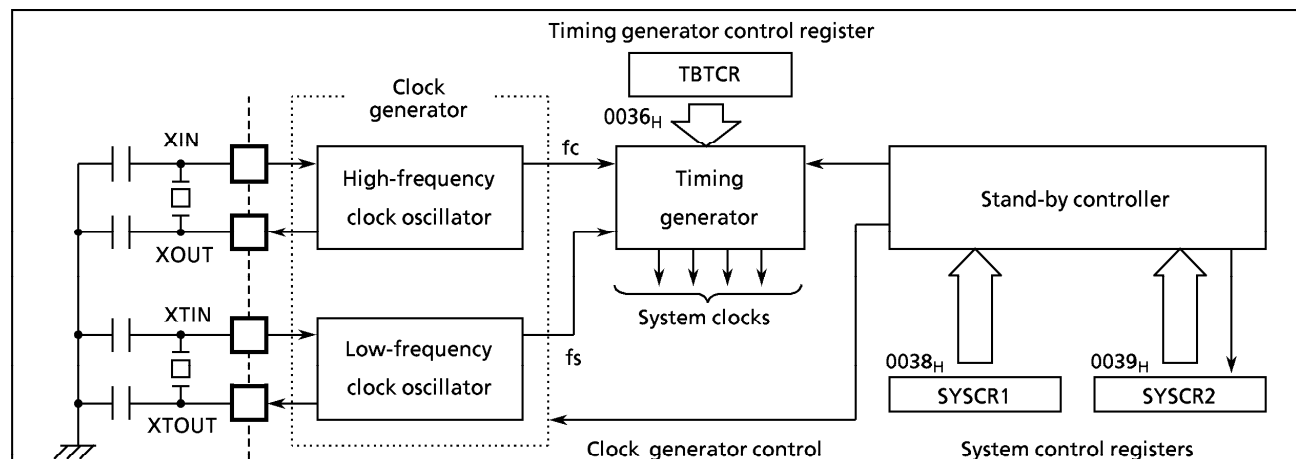 Timing generator control register
TBTCR
0036H
Clock
generator
XIN
XOUT
High-frequency
clock oscillator
fc
Timing
generator
Stand-by controller
System clocks
XTIN
XTOUT
Low-frequency
clock oscillator
fs
0038H
SYSCR1
0039H
SYSCR2
Clock generator control
System control registers